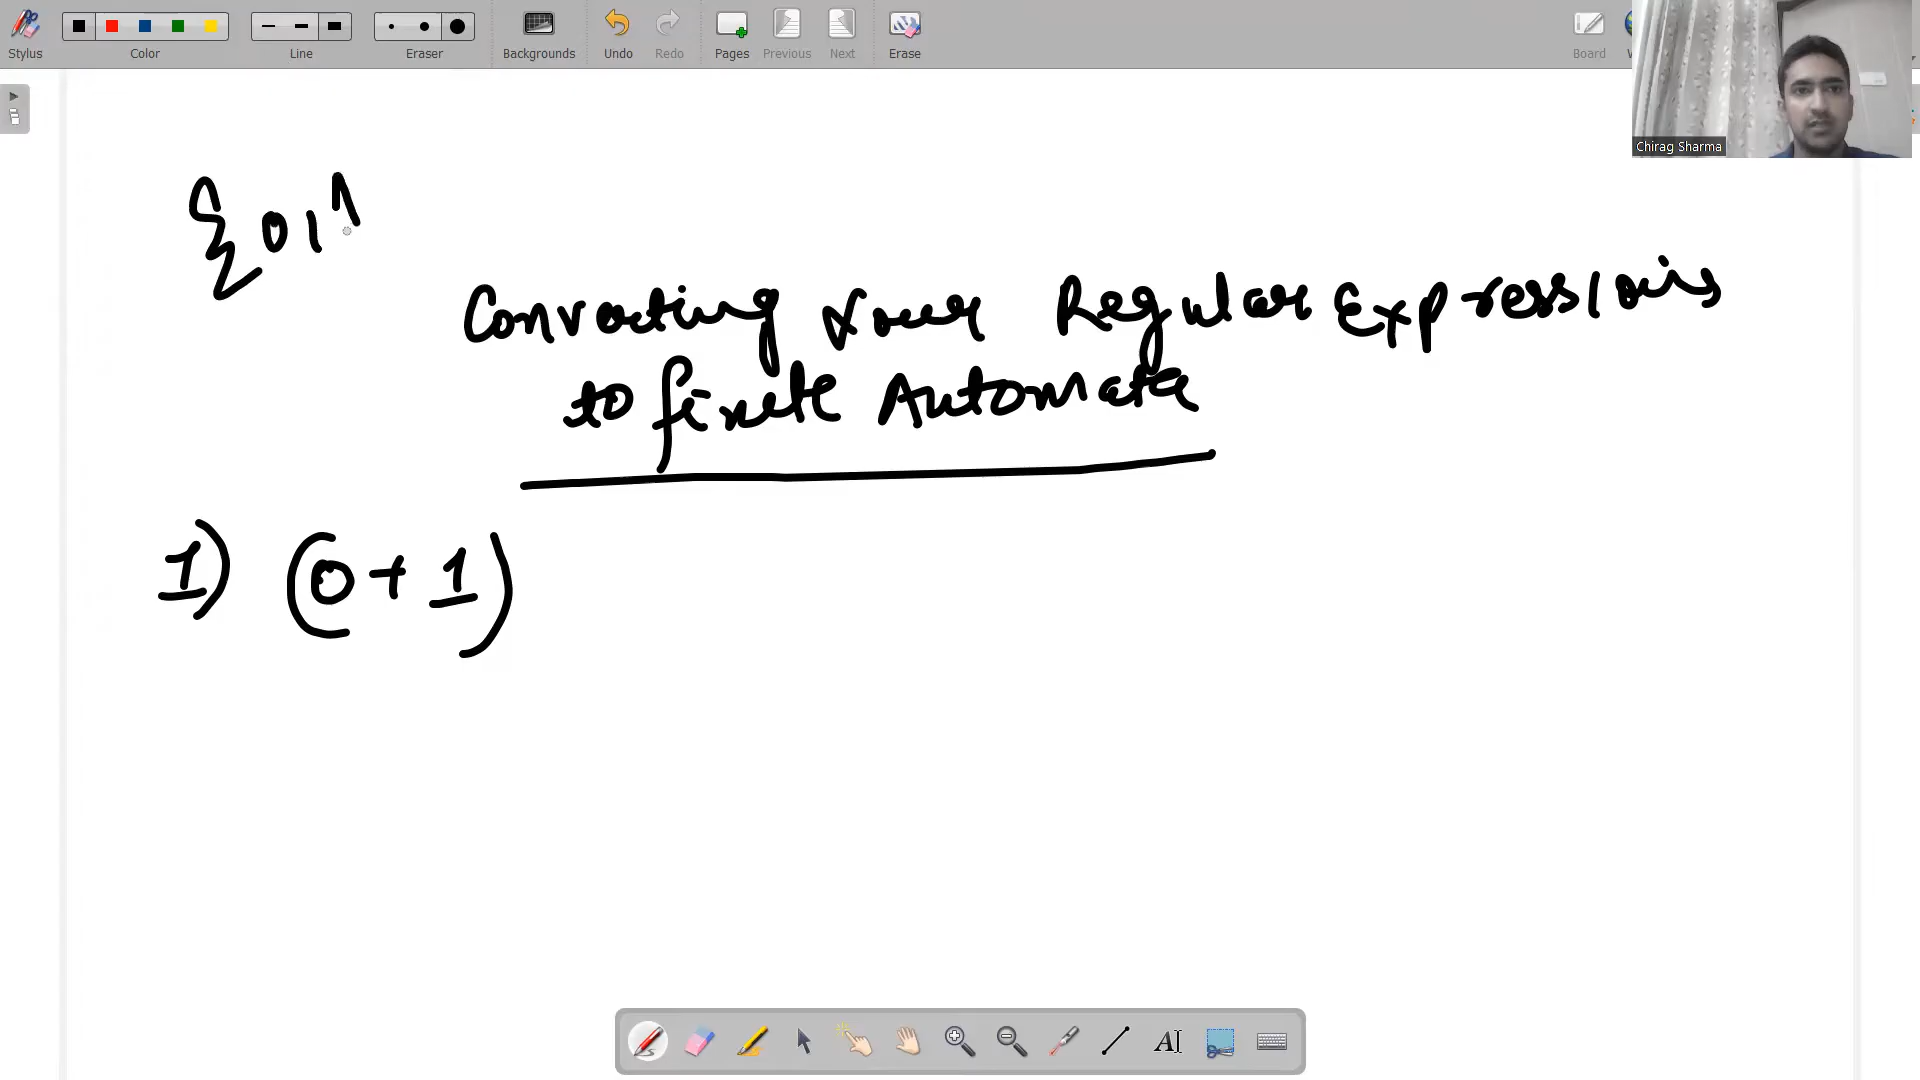 Stylus Color Line Eraser Backgrounds Undo Redo Pages Previous Next Erase Board
Chirag Sharma
{0,1
Converting your Regular Expressions
to finite Automata
1) (0+1)